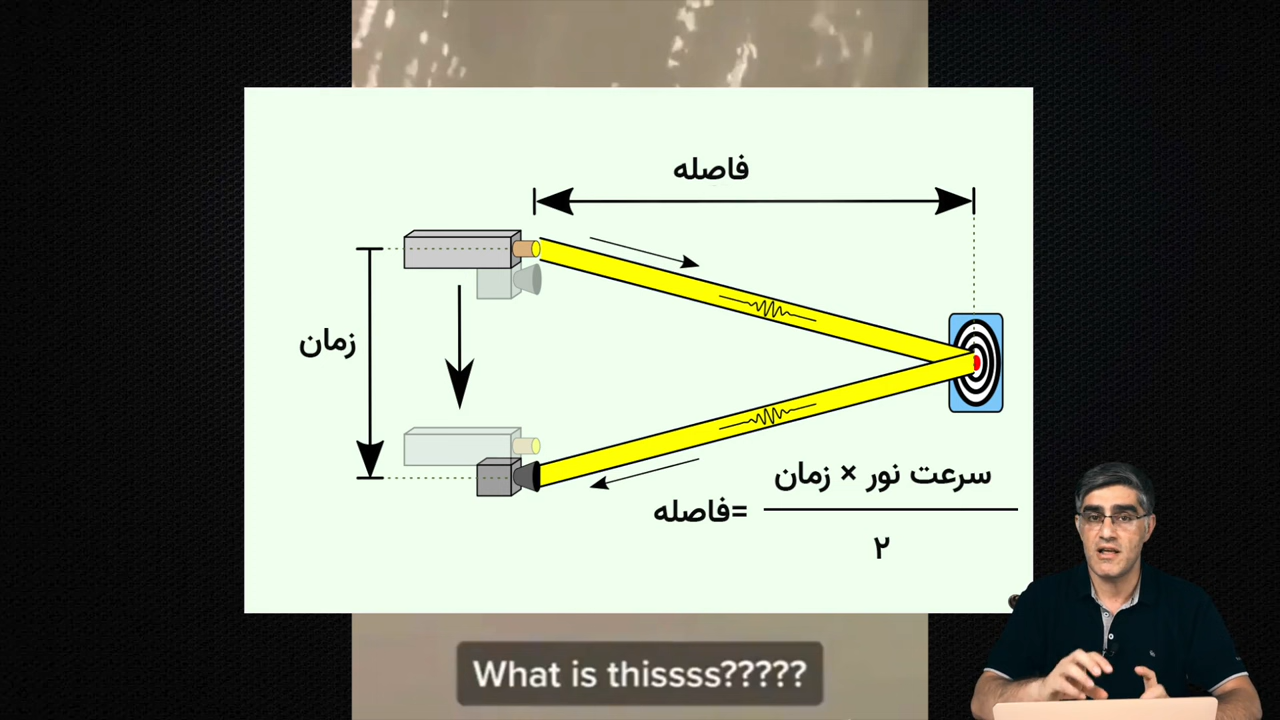 فاصله
زمان
سرعت نور × زمان
فاصله=
۲
What is thissss?????